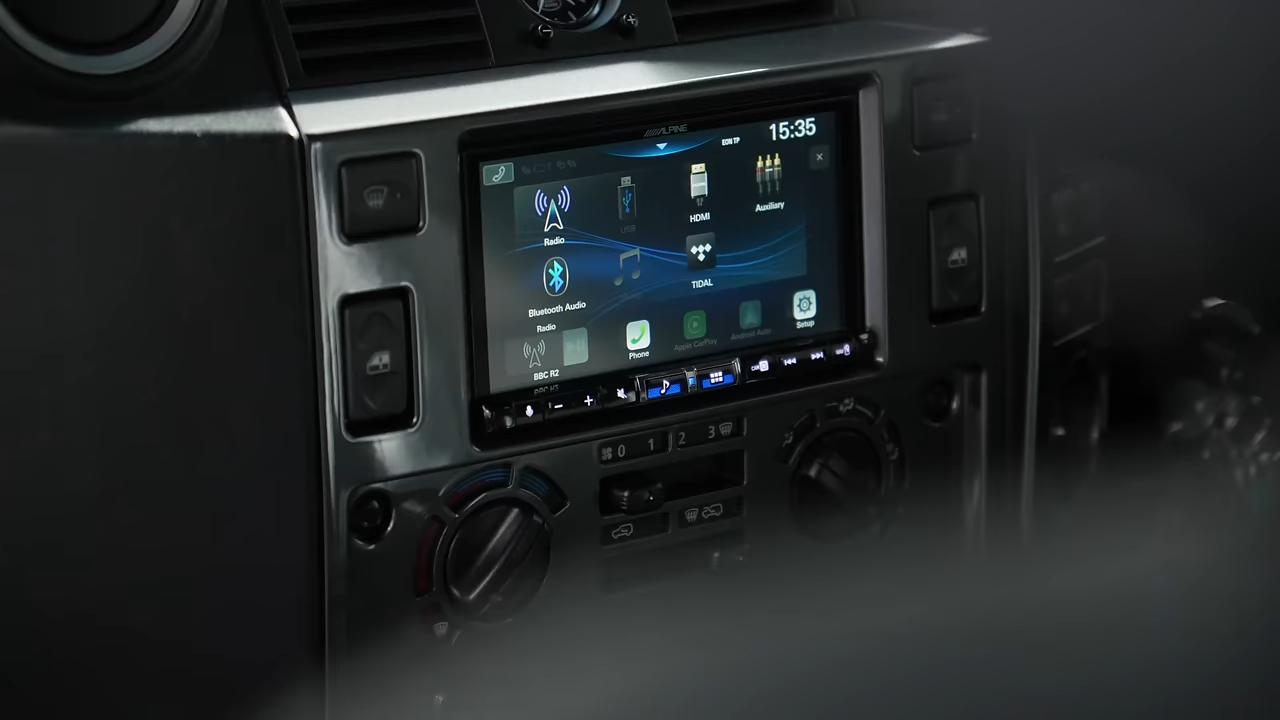 ALPINE
EON TP
15:35
Radio
USB
HDMI
Auxiliary
Bluetooth Audio
TIDAL
Radio
BBC R2
Phone
Apple CarPlay
Android Auto
Setup
0 1
2 3